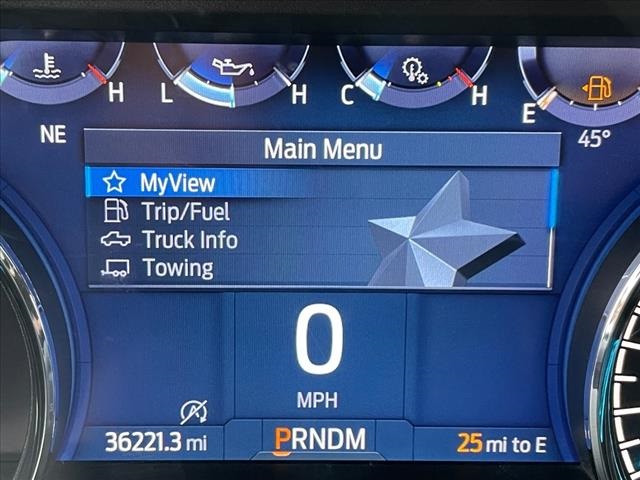 H L H C H E
NE 45°
Main Menu
MyView
Trip/Fuel
Truck Info
Towing
0
MPH
36221.3 mi PRNDM 25 mi to E